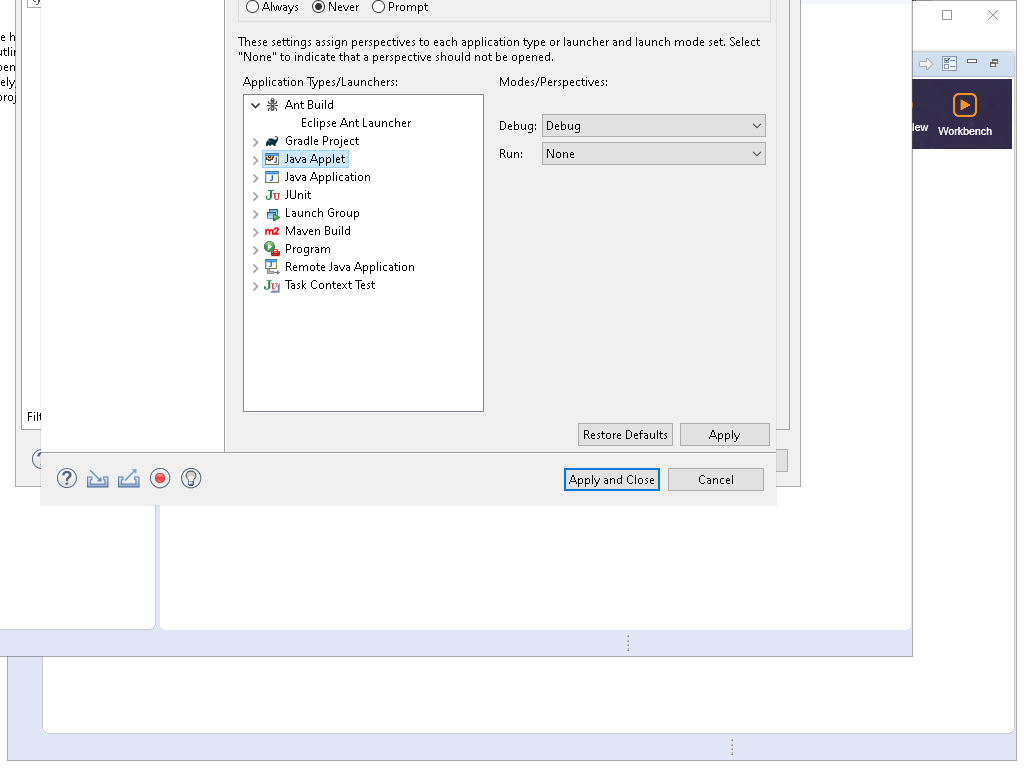 Always Never Prompt
These settings assign perspectives to each application type or launcher and launch mode set. Select
"None" to indicate that a perspective should not be opened.
Application Types/Launchers:
Modes/Perspectives:
Ant Build
Eclipse Ant Launcher
Gradle Project
Java Applet
Java Application
JUnit
Launch Group
Maven Build
Program
Remote Java Application
Task Context Test
Debug: Debug
Run: None
Restore Defaults
Apply
Apply and Close
Cancel
Workbench